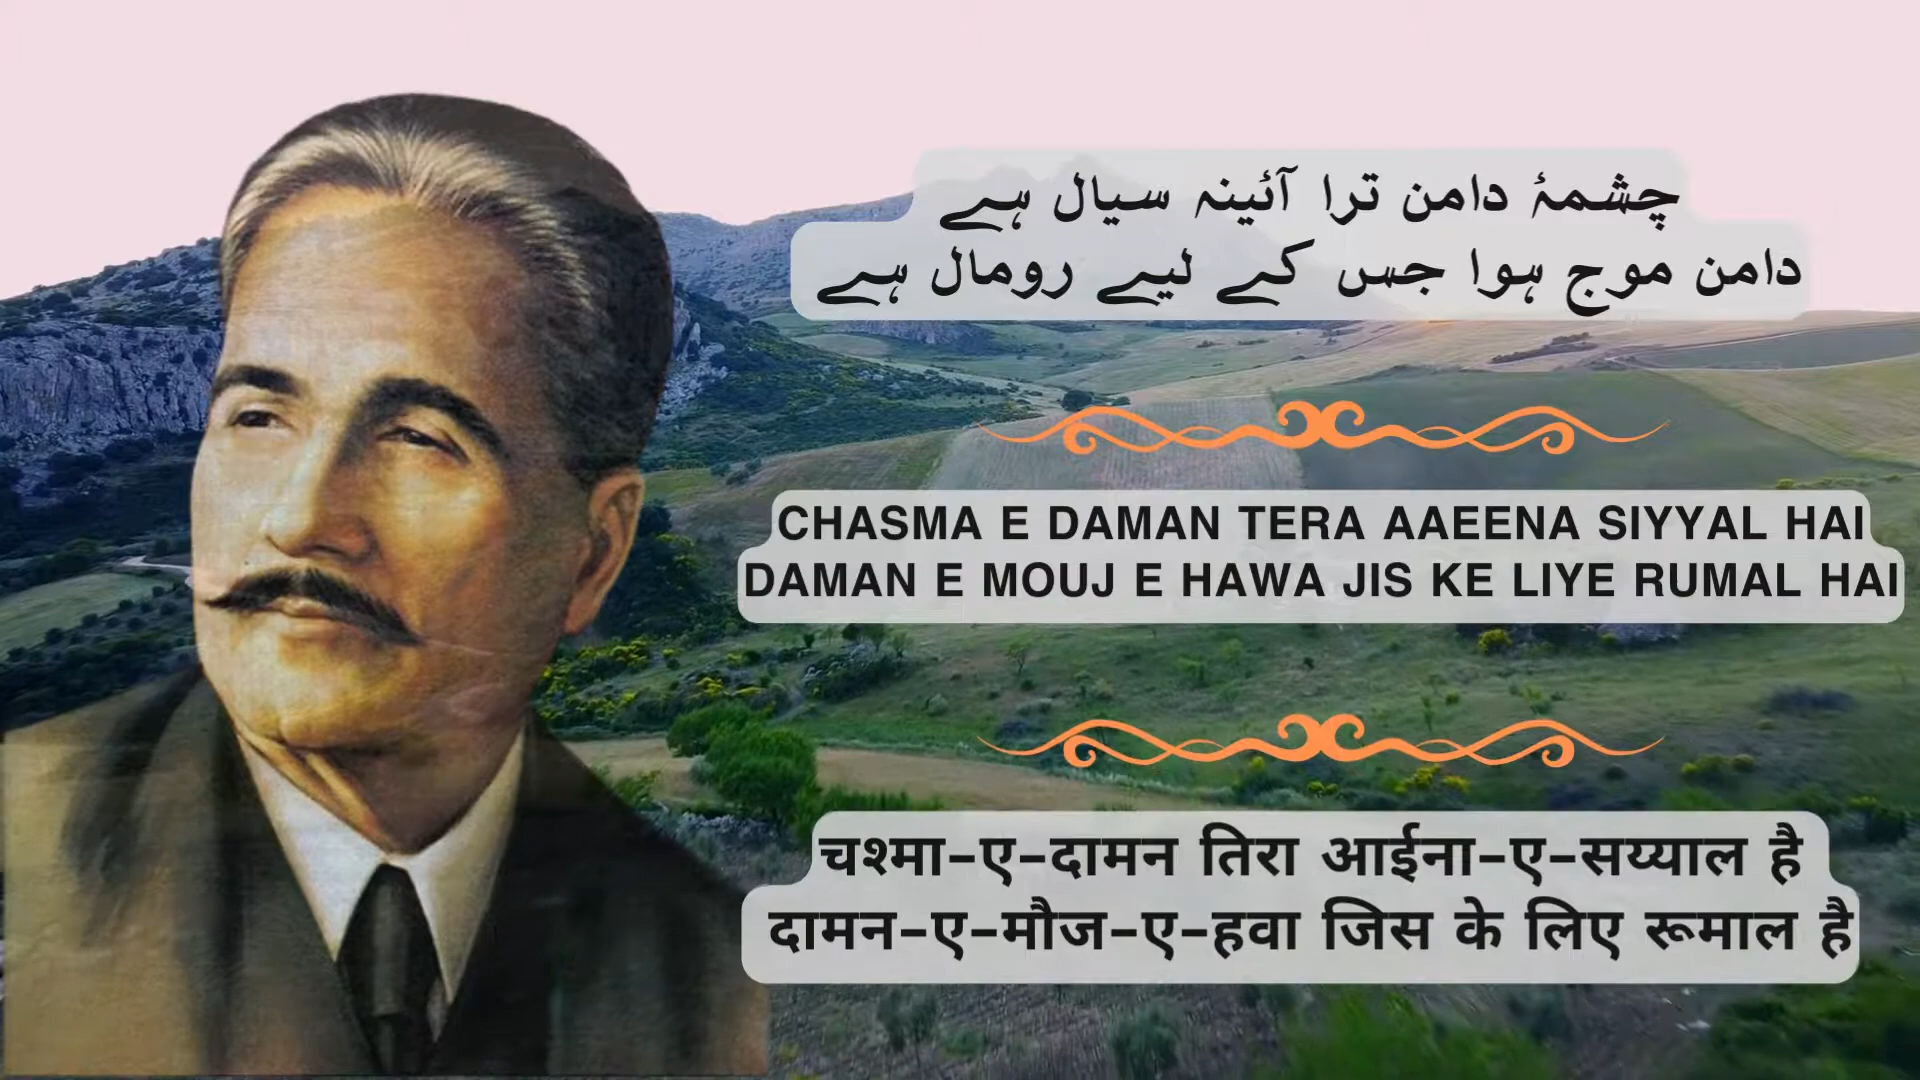 چشمۂ دامن ترا آئینہ سیال ہے
دامن موج ہوا جس کے لیے رومال ہے
CHASMA E DAMAN TERA AAEENA SIYYAL HAI
DAMAN E MOUJ E HAWA JIS KE LIYE RUMAL HAI
चश्मा-ए-दामन तिरा आईना-ए-सय्याल है
दामन-ए-मौज-ए-हवा जिस के लिए रूमाल है